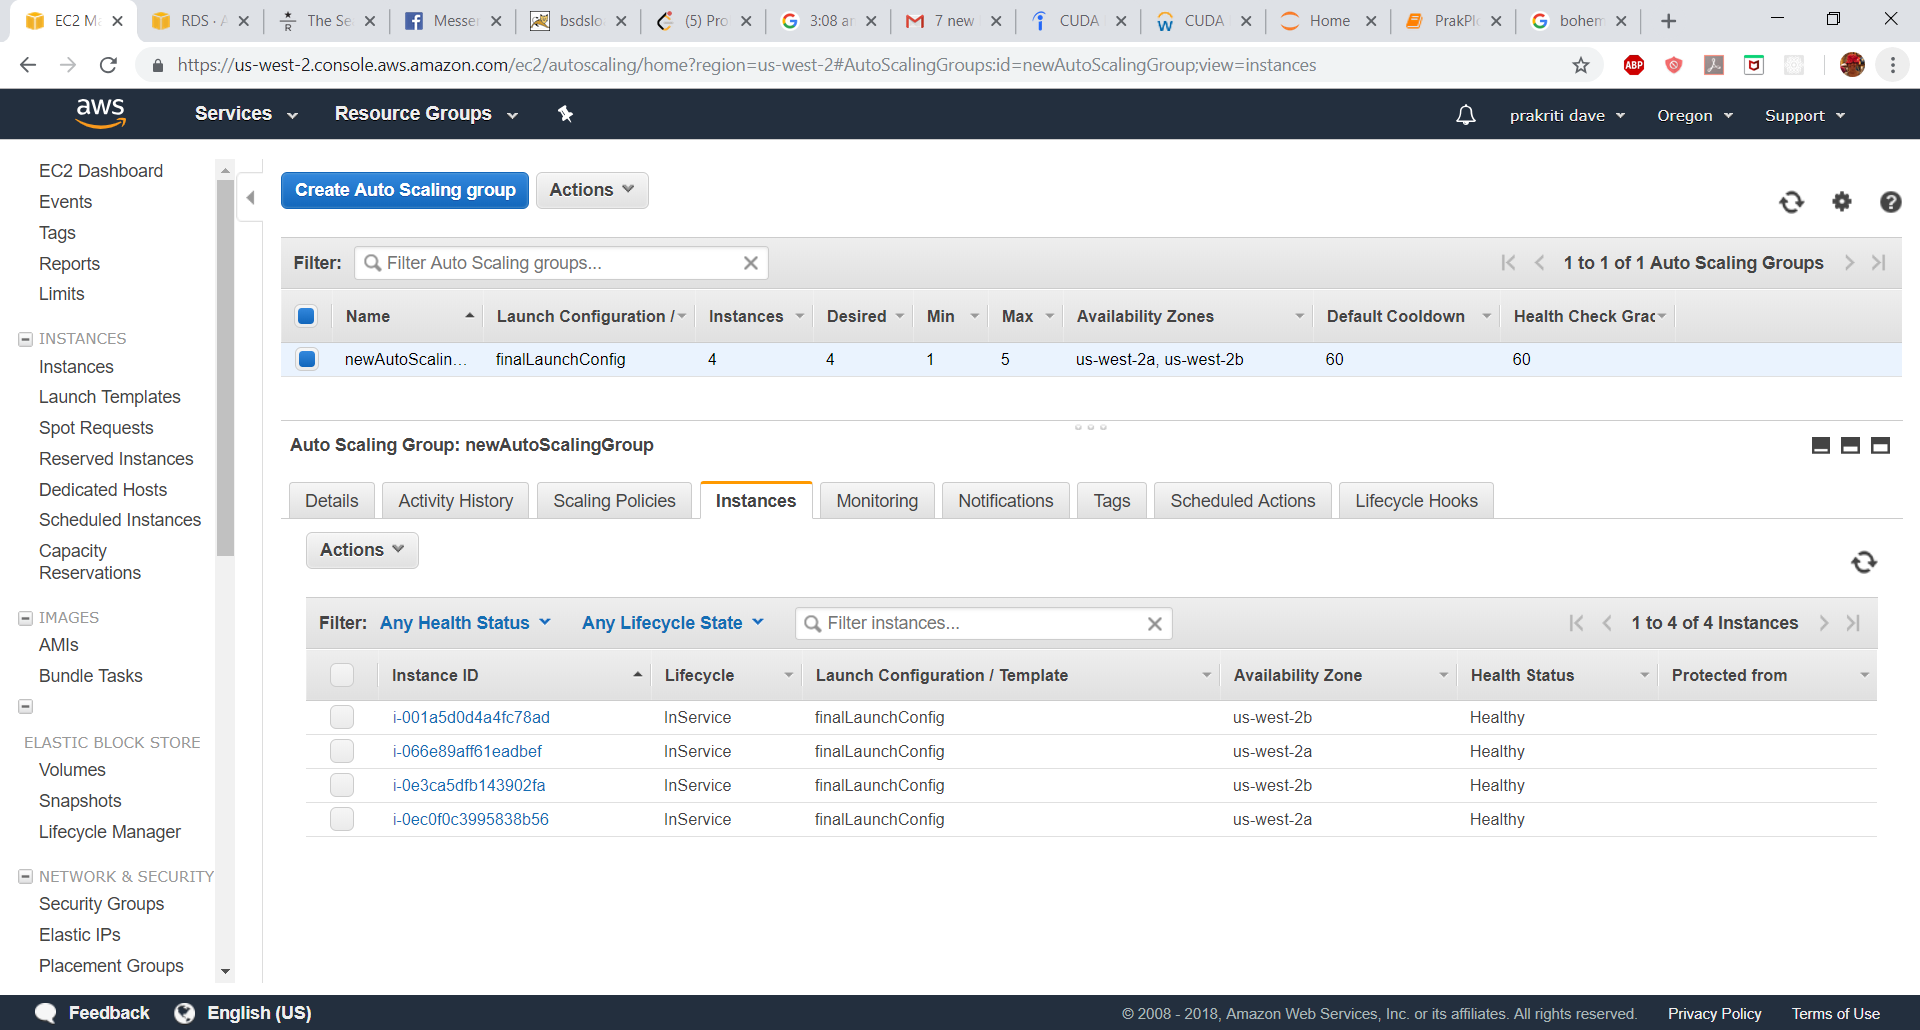 EC2 Ma
RDS · A
The Se
Messen
bsdslo
(5) Pro
3:08 am
7 new
CUDA
CUDA
Home
PrakPl
bohem
https://us-west-2.console.aws.amazon.com/ec2/autoscaling/home?region=us-west-2#AutoScalingGroups:id=newAutoScalingGroup;view=instances
ABP
aws
Services
Resource Groups
prakriti dave
Oregon
Support
EC2 Dashboard
Events
Tags
Reports
Limits
INSTANCES
Instances
Launch Templates
Spot Requests
Reserved Instances
Dedicated Hosts
Scheduled Instances
Capacity
Reservations
IMAGES
AMIs
Bundle Tasks
ELASTIC BLOCK STORE
Volumes
Snapshots
Lifecycle Manager
NETWORK & SECURITY
Security Groups
Elastic IPs
Placement Groups
Create Auto Scaling group Actions
Filter: Filter Auto Scaling groups... 1 to 1 of 1 Auto Scaling Groups
Name Launch Configuration / Instances Desired Min Max Availability Zones Default Cooldown Health Check Grac
newAutoScalin... finalLaunchConfig 4 4 1 5 us-west-2a, us-west-2b 60 60
Auto Scaling Group: newAutoScalingGroup
Details Activity History Scaling Policies Instances Monitoring Notifications Tags Scheduled Actions Lifecycle Hooks
Actions
Filter: Any Health Status Any Lifecycle State Filter instances... 1 to 4 of 4 Instances
Instance ID Lifecycle Launch Configuration / Template Availability Zone Health Status Protected from
i-001a5d0d4a4fc78ad InService finalLaunchConfig us-west-2b Healthy
i-066e89aff61eadbef InService finalLaunchConfig us-west-2a Healthy
i-0e3ca5dfb143902fa InService finalLaunchConfig us-west-2b Healthy
i-0ec0f0c3995838b56 InService finalLaunchConfig us-west-2a Healthy
Feedback English (US) © 2008 - 2018, Amazon Web Services, Inc. or its affiliates. All rights reserved. Privacy Policy Terms of Use